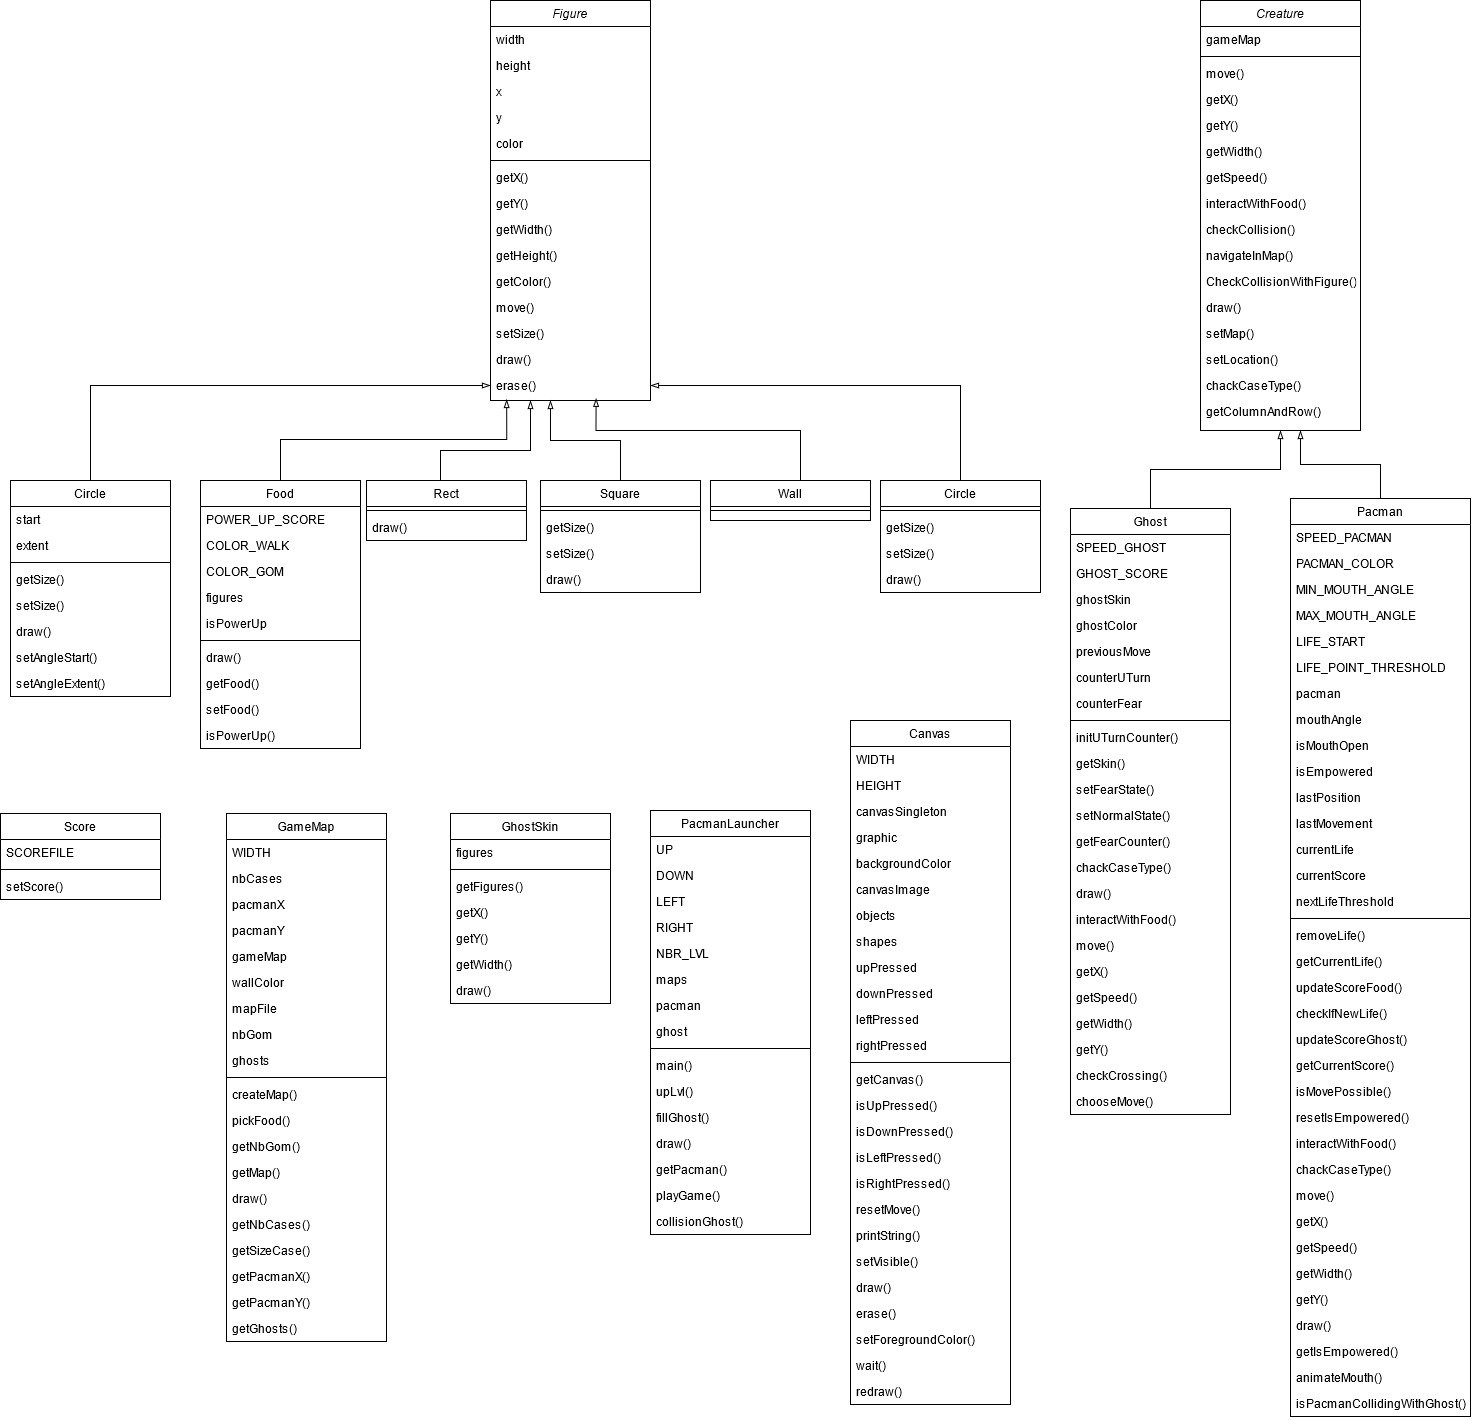 Figure
width
height
x
y
color
getX()
getY()
getWidth()
getHeight()
getColor()
move()
setSize()
draw()
erase()
Creature
gameMap
move()
getX()
getY()
getWidth()
getSpeed()
interactWithFood()
checkCollision()
navigateInMap()
CheckCollisionWithFigure()
draw()
setMap()
setLocation()
chackCaseType()
getColumnAndRow()
Circle
start
extent
getSize()
setSize()
draw()
setAngleStart()
setAngleExtent()
Food
POWER_UP_SCORE
COLOR_WALK
COLOR_GOM
figures
isPowerUp
draw()
getFood()
setFood()
isPowerUp()
Rect
draw()
Square
getSize()
setSize()
draw()
Wall
Circle
getSize()
setSize()
draw()
Ghost
SPEED_GHOST
GHOST_SCORE
ghostSkin
ghostColor
previousMove
counterUTurn
counterFear
initUTurnCounter()
getSkin()
setFearState()
setNormalState()
getFearCounter()
chackCaseType()
draw()
interactWithFood()
move()
getX()
getSpeed()
getWidth()
getY()
checkCrossing()
chooseMove()
Pacman
SPEED_PACMAN
PACMAN_COLOR
MIN_MOUTH_ANGLE
MAX_MOUTH_ANGLE
LIFE_START
LIFE_POINT_THRESHOLD
pacman
mouthAngle
isMouthOpen
isEmpowered
lastPosition
lastMovement
currentLife
currentScore
nextLifeThreshold
removeLife()
getCurrentLife()
updateScoreFood()
checkIfNewLife()
updateScoreGhost()
getCurrentScore()
isMovePossible()
resetIsEmpowered()
interactWithFood()
chackCaseType()
move()
getX()
getSpeed()
getWidth()
getY()
draw()
getIsEmpowered()
animateMouth()
isPacmanCollidingWithGhost()
Score
SCOREFILE
setScore()
GameMap
WIDTH
nbCases
pacmanX
pacmanY
gameMap
wallColor
mapFile
nbGom
ghosts
createMap()
pickFood()
getNbGom()
getMap()
draw()
getNbCases()
getSizeCase()
getPacmanX()
getPacmanY()
getGhosts()
GhostSkin
figures
getFigures()
getX()
getY()
getWidth()
draw()
PacmanLauncher
UP
DOWN
LEFT
RIGHT
NBR_LVL
maps
pacman
ghost
main()
upLvl()
fillGhost()
draw()
getPacman()
playGame()
collisionGhost()
Canvas
WIDTH
HEIGHT
canvasSingleton
graphic
backgroundColor
canvasImage
objects
shapes
upPressed
downPressed
leftPressed
rightPressed
getCanvas()
isUpPressed()
isDownPressed()
isLeftPressed()
isRightPressed()
resetMove()
printString()
setVisible()
draw()
erase()
setForegroundColor()
wait()
redraw()